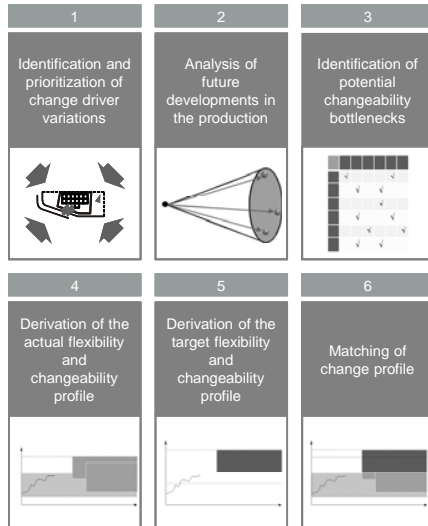 1
Identification and
prioritization of
change driver
variations
2
Analysis of
future
developments in
the production
3
Identification of
potential
changeability
bottlenecks
4
Derivation of the
actual flexibility
and
changeability
profile
5
Derivation of the
target flexibility
and
changeability
profile
6
Matching of
change profile